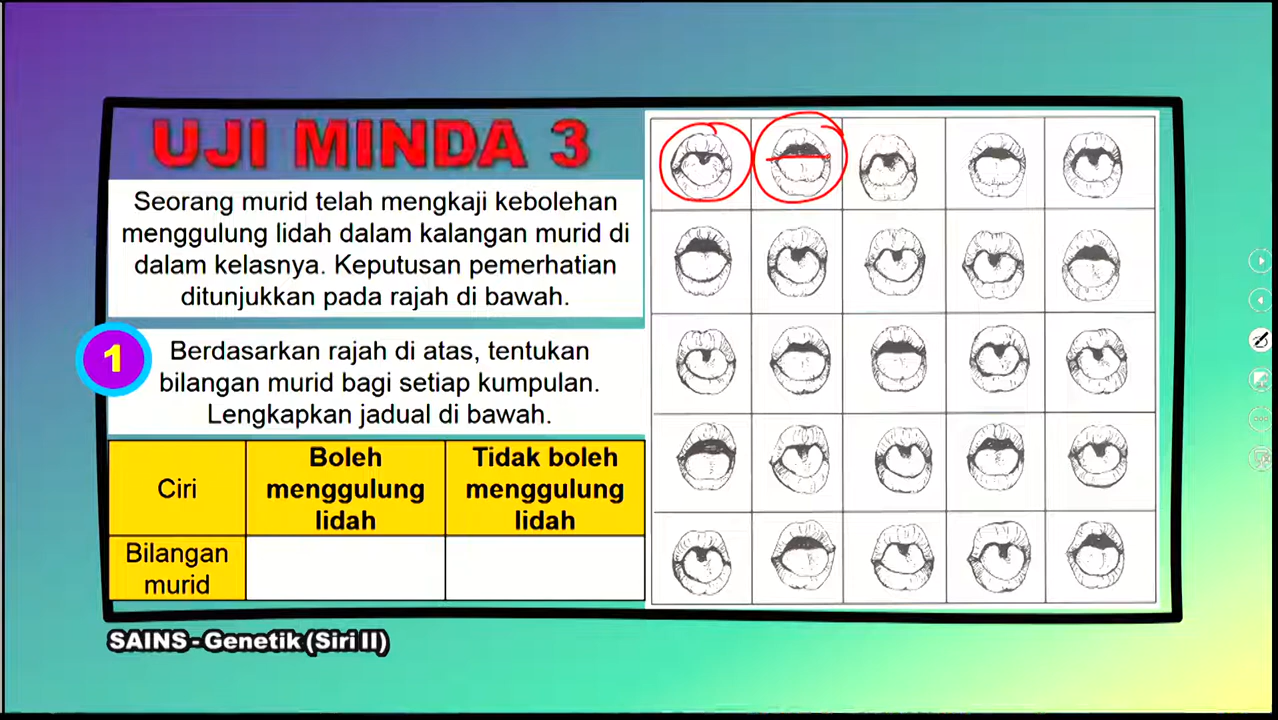 UJI MINDA 3
Seorang murid telah mengkaji kebolehan
menggulung lidah dalam kalangan murid di
dalam kelasnya. Keputusan pemerhatian
ditunjukkan pada rajah di bawah.
1
Berdasarkan rajah di atas, tentukan
bilangan murid bagi setiap kumpulan.
Lengkapkan jadual di bawah.
Ciri
Boleh
menggulung
lidah
Tidak boleh
menggulung
lidah
Bilangan
murid
SAINS - Genetik (Siri II)